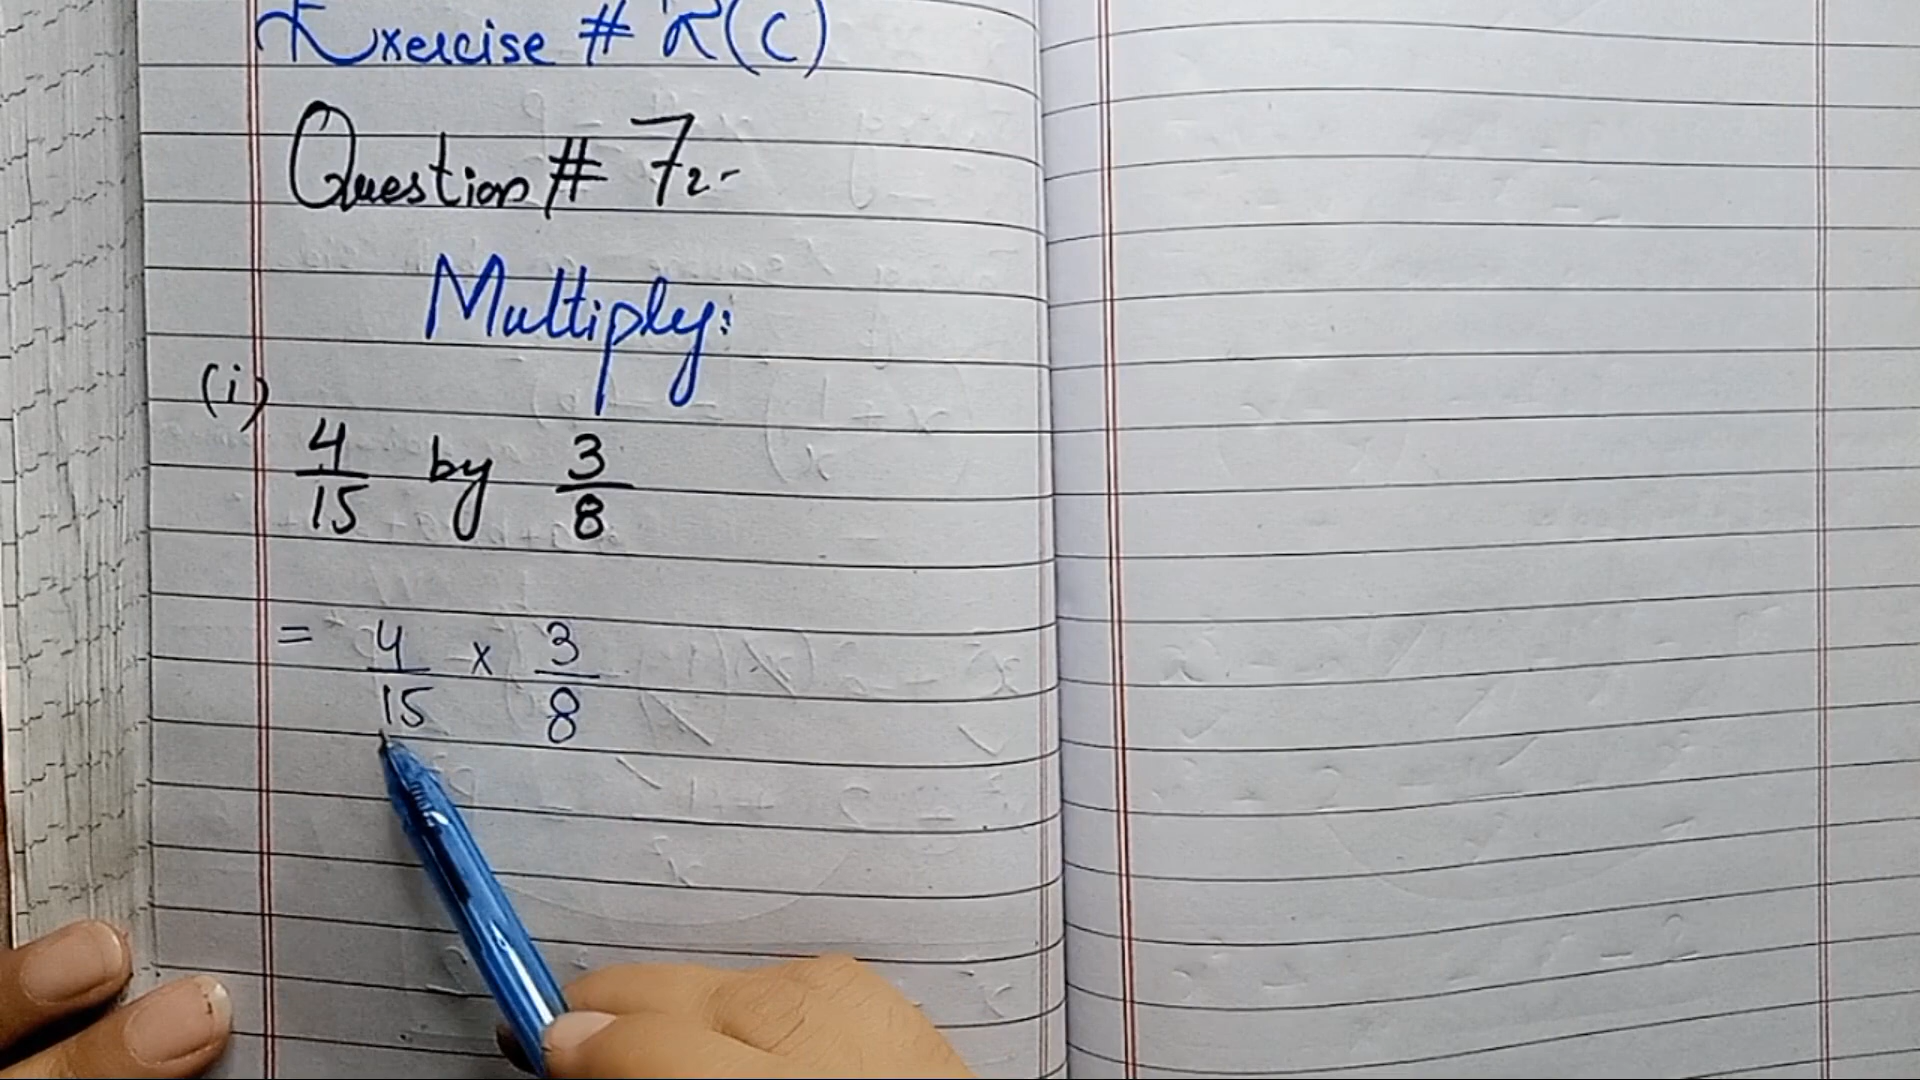 Exercise # 2(C)
Question # 7:-
Multiply:
(i)
4/15 by 3/8
= 4/15 × 3/8